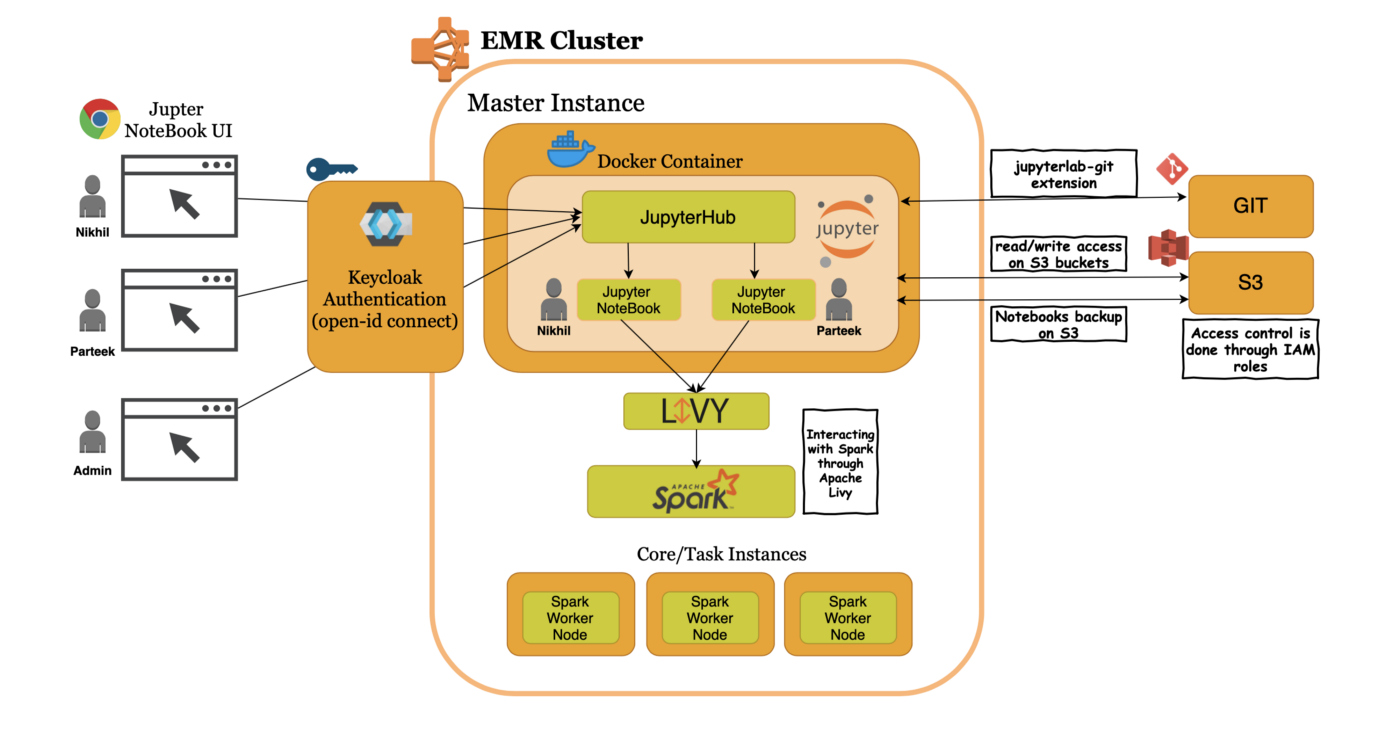 EMR Cluster
Master Instance
Jupter
NoteBook UI
Nikhil
Parteek
Admin
Keycloak
Authentication
(open-id connect)
Docker Container
JupyterHub
jupyter
Jupyter
NoteBook
Nikhil
Jupyter
NoteBook
Parteek
LIVY
APACHE
Spark
Interacting
with Spark
through
Apache
Livy
Core/Task Instances
Spark
Worker
Node
Spark
Worker
Node
Spark
Worker
Node
jupyterlab-git
extension
GIT
read/write access
on S3 buckets
S3
Notebooks backup
on S3
Access control is
done through IAM
roles